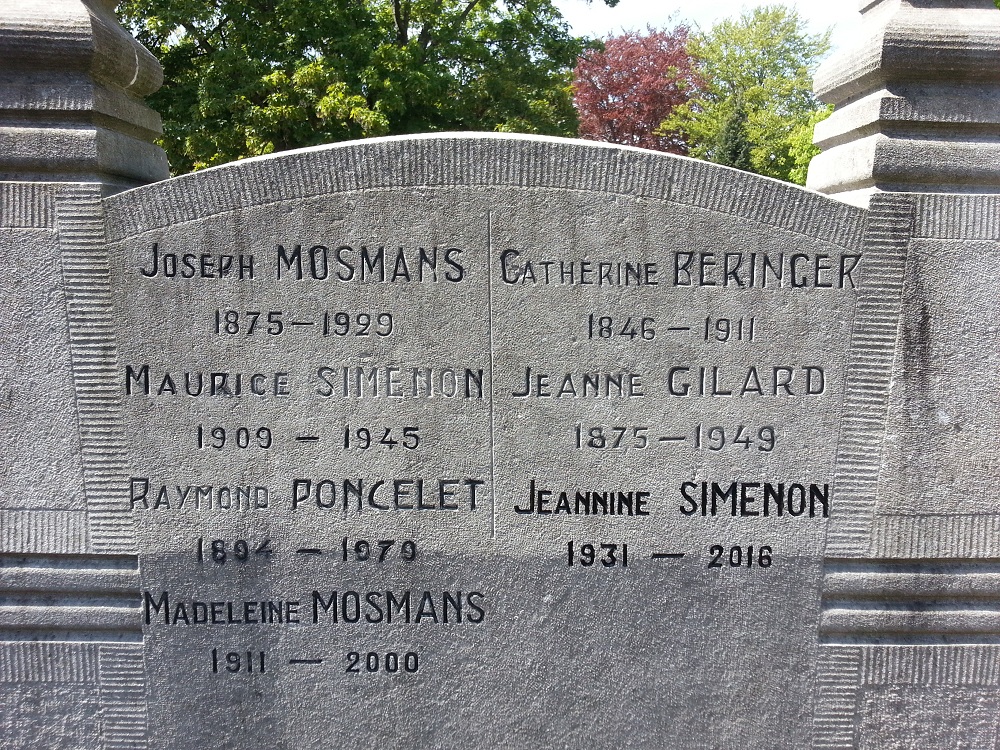 Joseph MOSMANS
1875 – 1929
Maurice SIMENON
1909 – 1945
Raymond PONCELET
1894 – 1979
Madeleine MOSMANS
1911 – 2000
Catherine BERINGER
1846 – 1911
Jeanne GILARD
1875 – 1949
Jeannine SIMENON
1931 – 2016